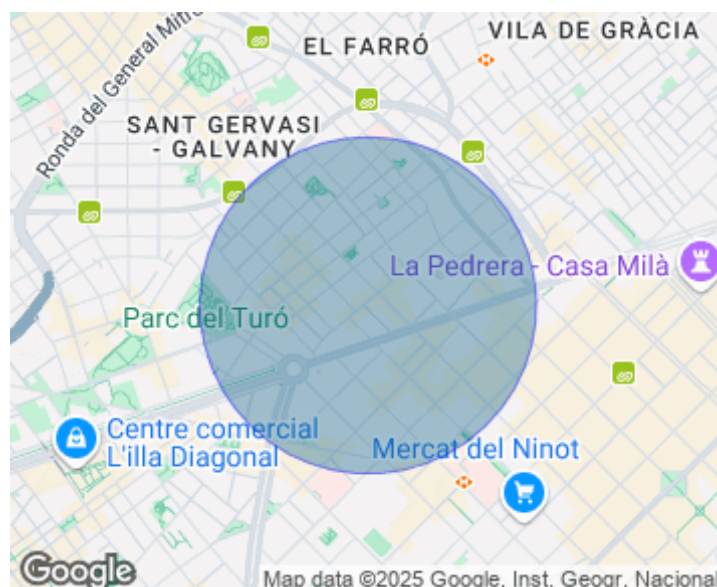 VILA DE GRÀCIA
EL FARRÓ
Ronda del General Mitre
SANT GERVASI
- GALVANY
La Pedrera - Casa Milà
Parc del Turó
Centre comercial
L'illa Diagonal
Mercat del Ninot
Google
Map data ©2025 Google, Inst. Geogr. Nacional